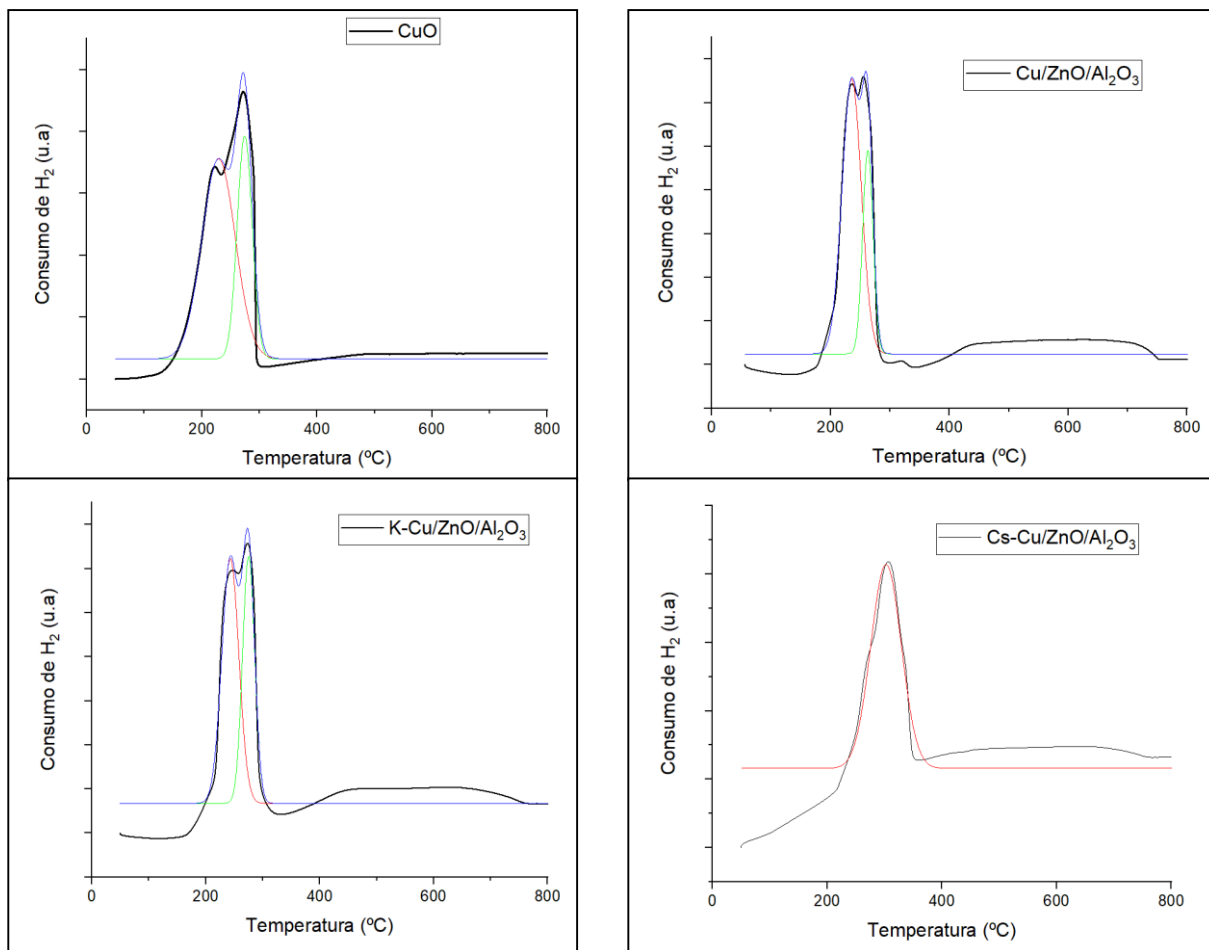 CuO
Consumo de H₂ (u.a)
0 200 400 600 800
Temperatura (ºC)
Cu/ZnO/Al₂O₃
Consumo de H₂ (u.a)
0 200 400 600 800
Temperatura (ºC)
K-Cu/ZnO/Al₂O₃
Consumo de H₂ (u.a)
0 200 400 600 800
Temperatura (ºC)
Cs-Cu/ZnO/Al₂O₃
Consumo de H₂ (u.a)
0 200 400 600 800
Temperatura (ºC)